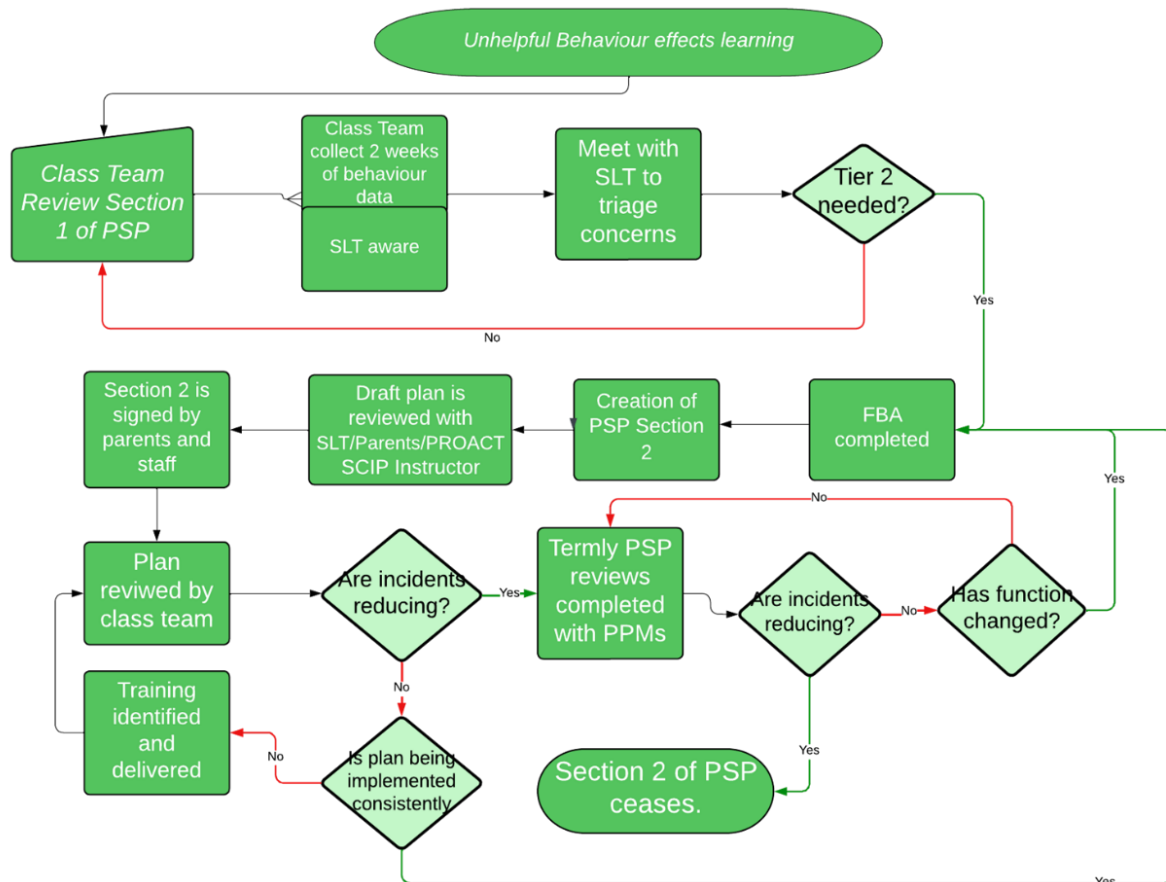 Unhelpful Behaviour effects learning
Class Team
Review Section
1 of PSP
Class Team
collect 2 weeks
of behaviour
data
SLT aware
Meet with
SLT to
triage
concerns
Tier 2
needed?
Yes
No
Section 2 is
signed by
parents and
staff
Draft plan is
reviewed with
SLT/Parents/PROACT
SCIP Instructor
Creation of
PSP Section
2
FBA
completed
Yes
No
Plan
reviwed by
class team
Are incidents
reducing?
Yes
Termly PSP
reviews
completed
with PPMs
Are incidents
reducing?
No
Has function
changed?
No
Training
identified
and
delivered
No
Is plan being
implemented
consistently
Yes
Section 2 of PSP
ceases.
Yes